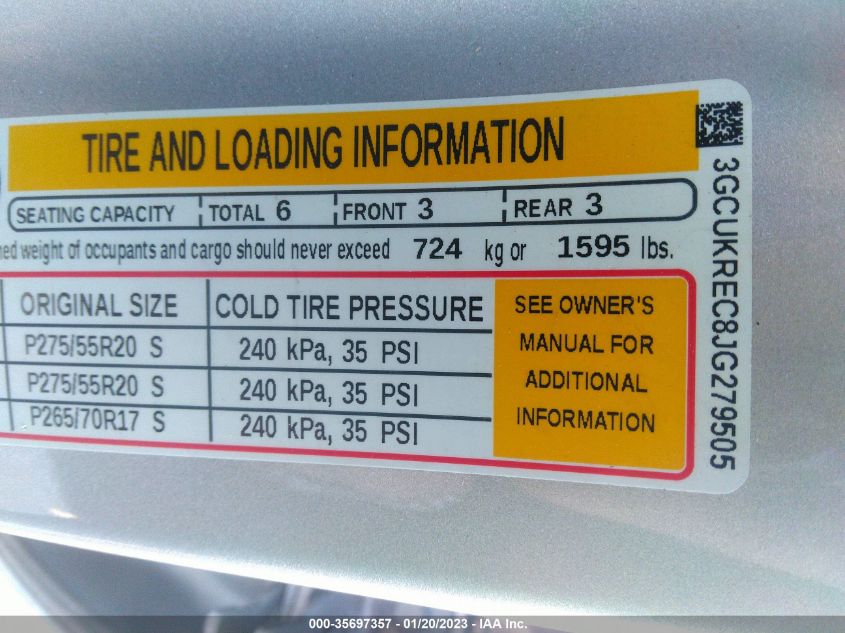 TIRE AND LOADING INFORMATION
SEATING CAPACITY TOTAL 6 FRONT 3 REAR 3
weight of occupants and cargo should never exceed 724 kg or 1595 lbs.
ORIGINAL SIZE COLD TIRE PRESSURE
P275/55R20 S 240 kPa, 35 PSI
P275/55R20 S 240 kPa, 35 PSI
P265/70R17 S 240 kPa, 35 PSI
SEE OWNER'S
MANUAL FOR
ADDITIONAL
INFORMATION
3GCUKREC8JG279505
000-35697357 - 01/20/2023 - IAA Inc.